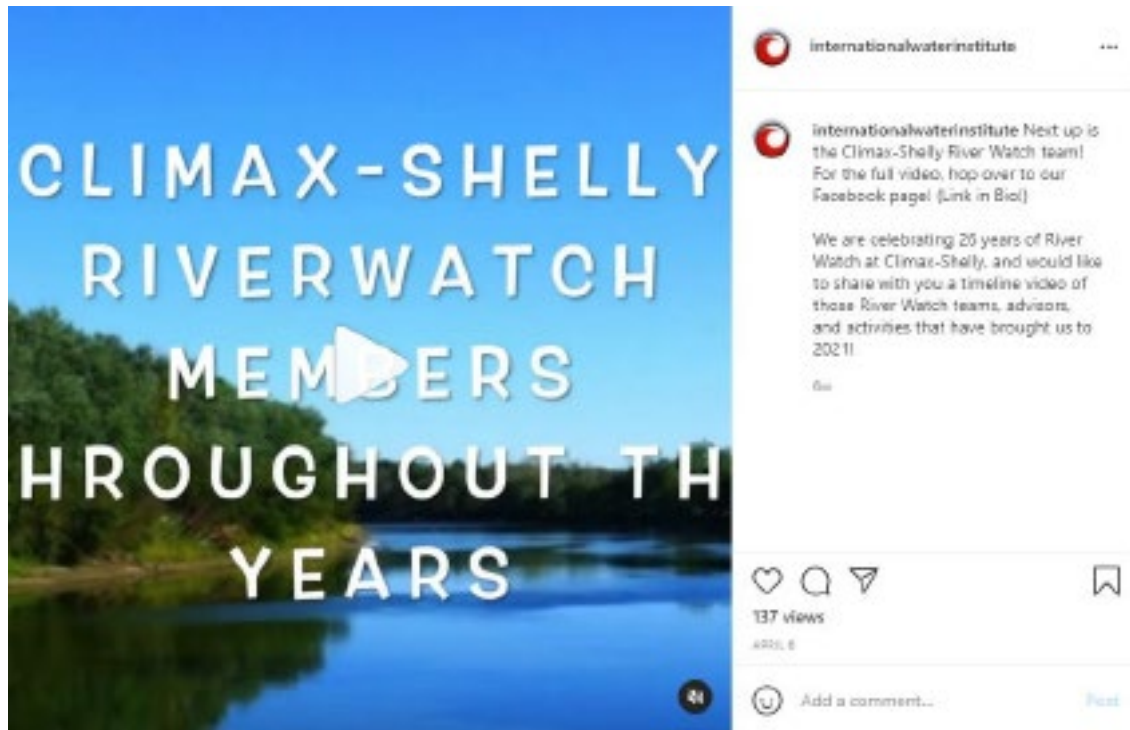 CLIMAX-SHELLY
RIVERWATCH
MEMBERS
HROUGHOUT TH
YEARS
internationalwaterinstitute
internationalwaterinstitute Next up is
the Climax-Shelly River Watch team!
For the full video, hop over to our
Facebook page! (Link in Bio!)
We are celebrating 26 years of River
Watch at Climax-Shelly, and would like
to share with you a timeline video of
those River Watch teams, advisors,
and activities that have brought us to
2021!
137 views
APRIL 6
Add a comment...
Post